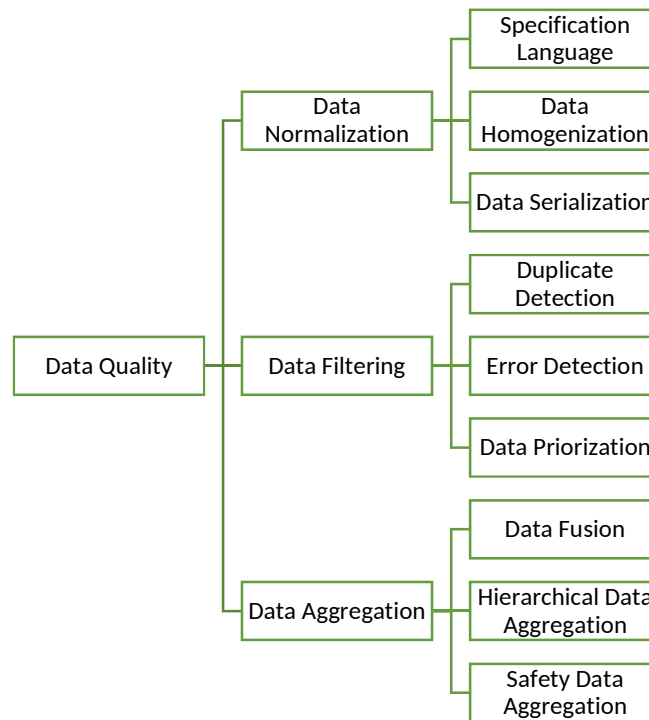 Specification
Language
Data
Normalization
Data
Homogenization
Data Serialization
Duplicate
Detection
Data Quality
Data Filtering
Error Detection
Data Priorization
Data Fusion
Data Aggregation
Hierarchical Data
Aggregation
Safety Data
Aggregation